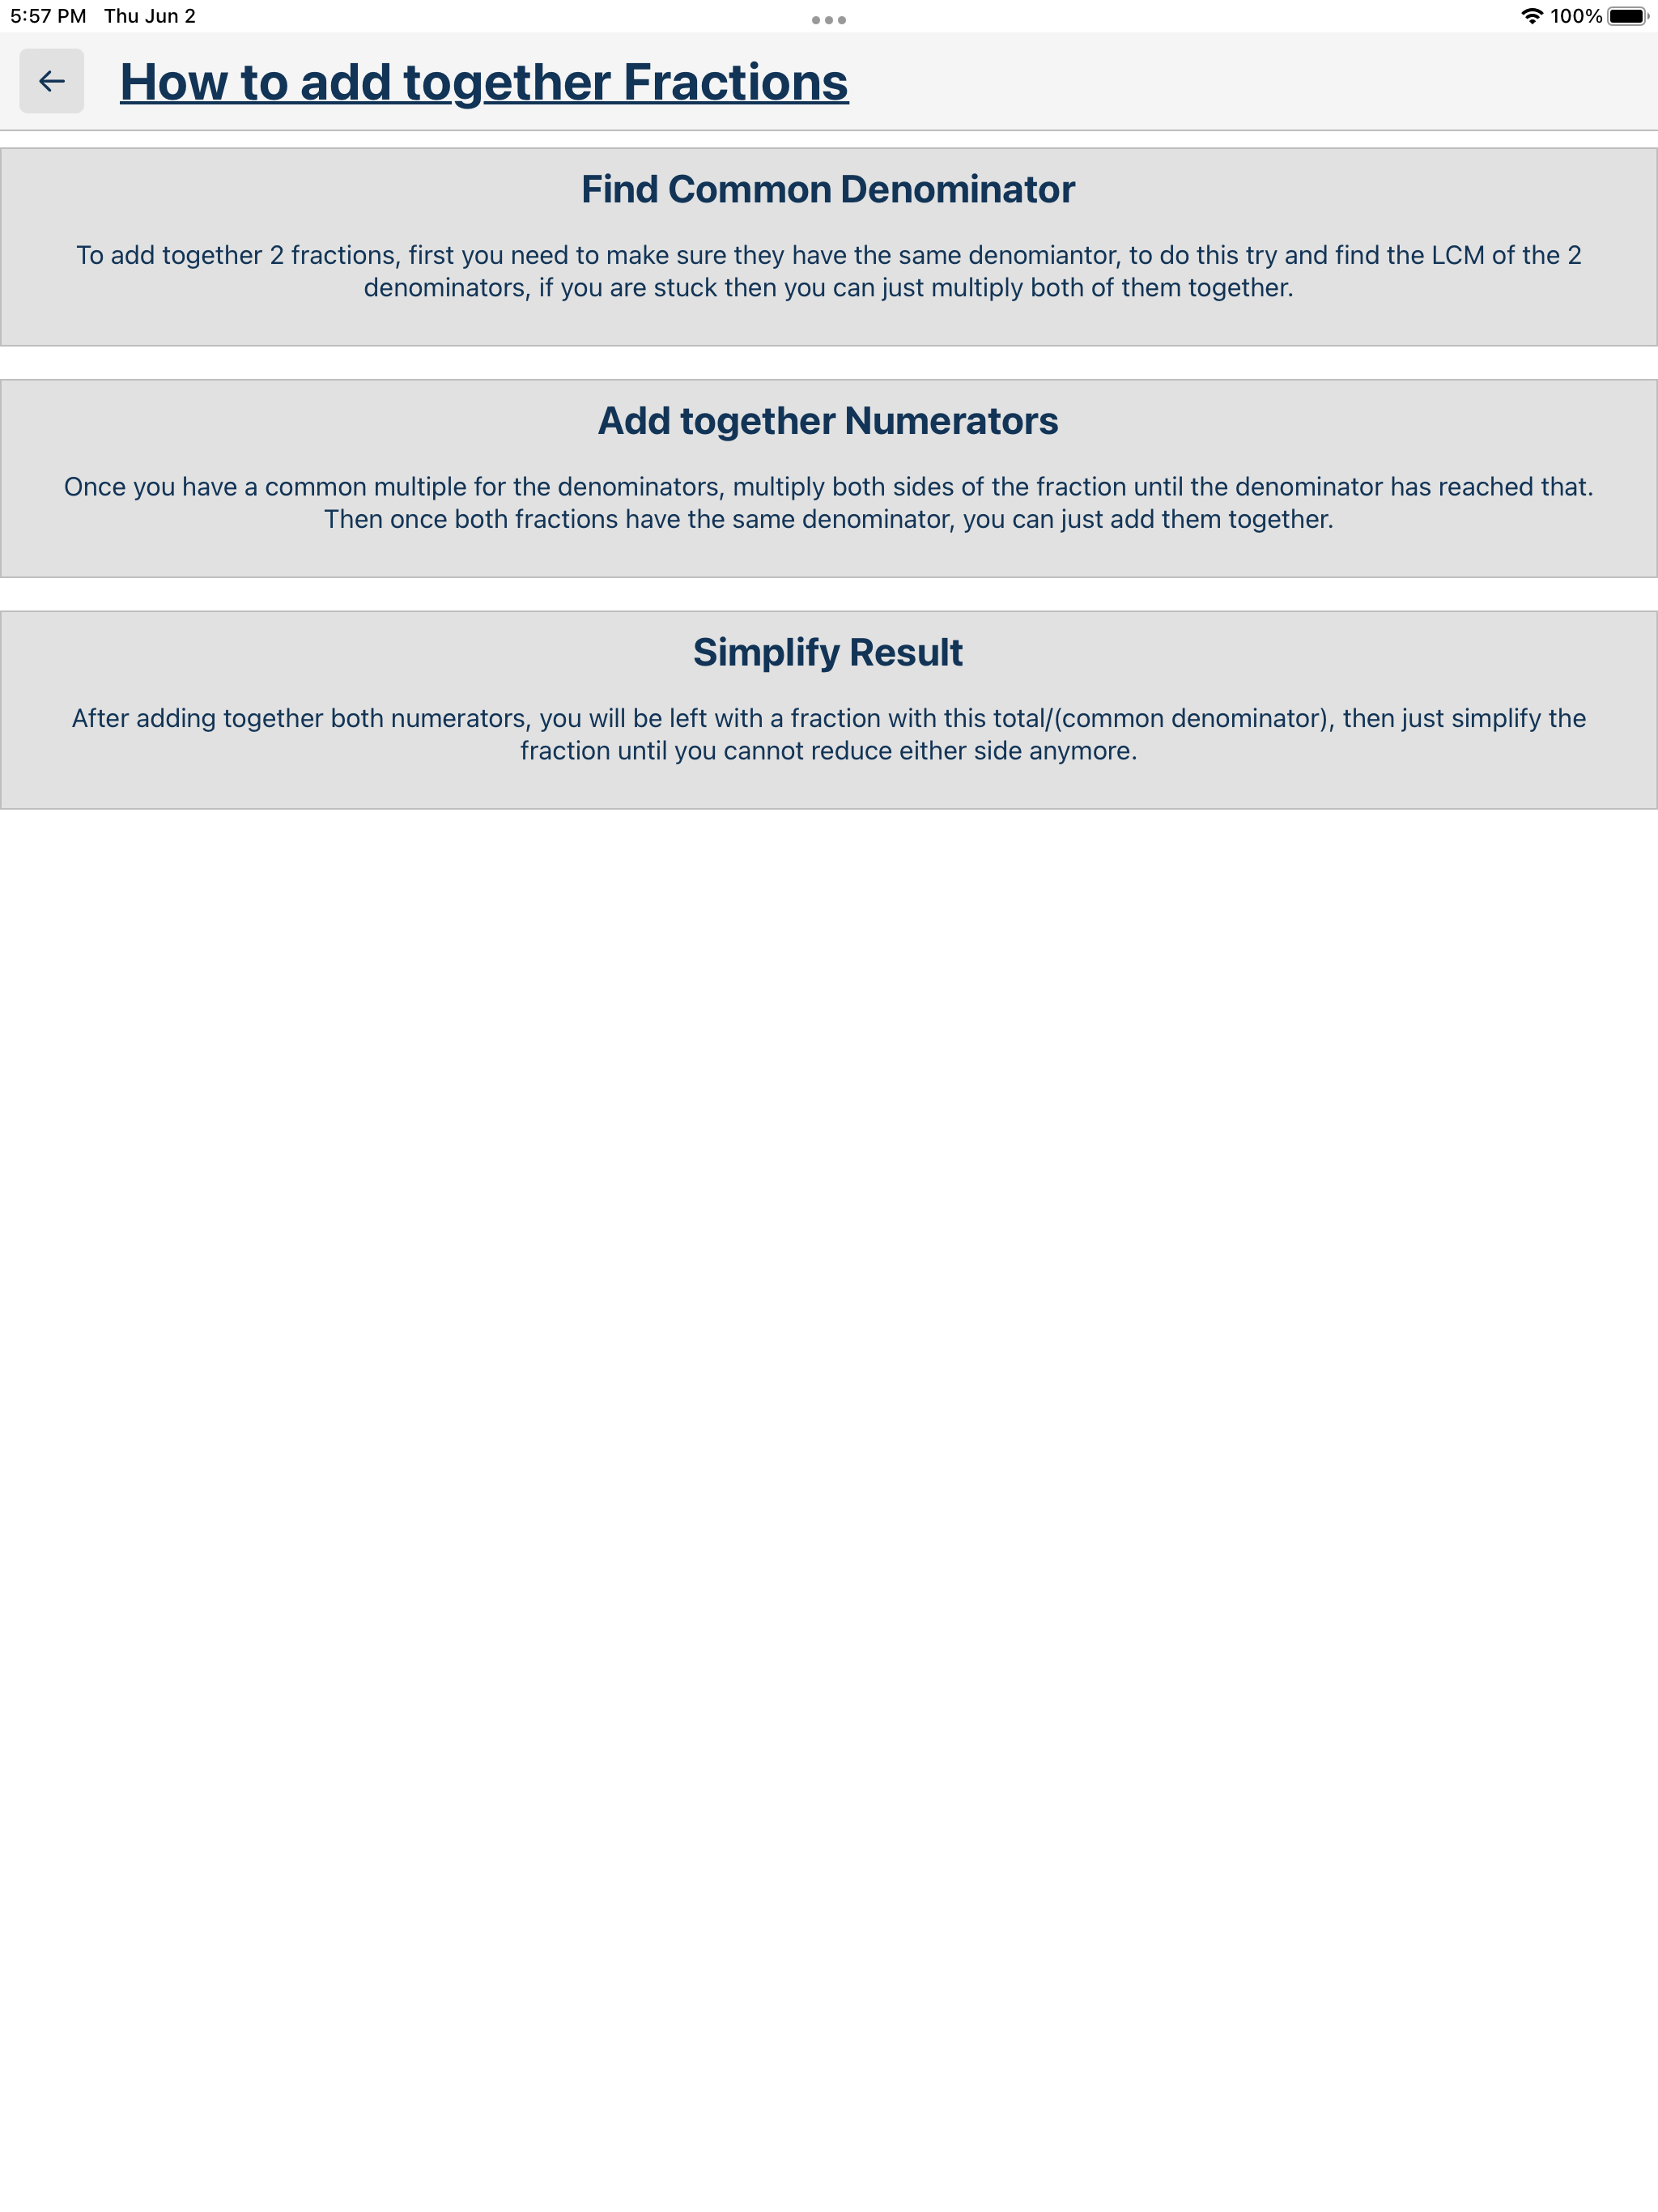 5:57 PM Thu Jun 2
100%
How to add together Fractions
Find Common Denominator
To add together 2 fractions, first you need to make sure they have the same denomiantor, to do this try and find the LCM of the 2
denominators, if you are stuck then you can just multiply both of them together.
Add together Numerators
Once you have a common multiple for the denominators, multiply both sides of the fraction until the denominator has reached that.
Then once both fractions have the same denominator, you can just add them together.
Simplify Result
After adding together both numerators, you will be left with a fraction with this total/(common denominator), then just simplify the
fraction until you cannot reduce either side anymore.